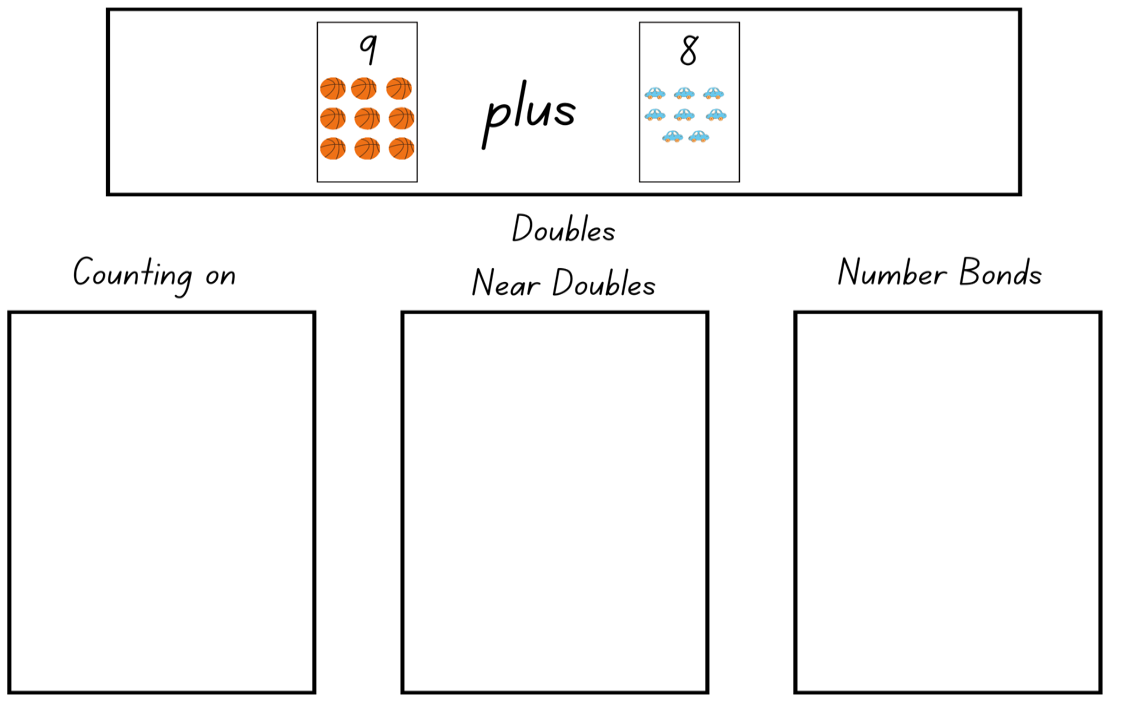 9
8
plus
Doubles
Counting on
Near Doubles
Number Bonds